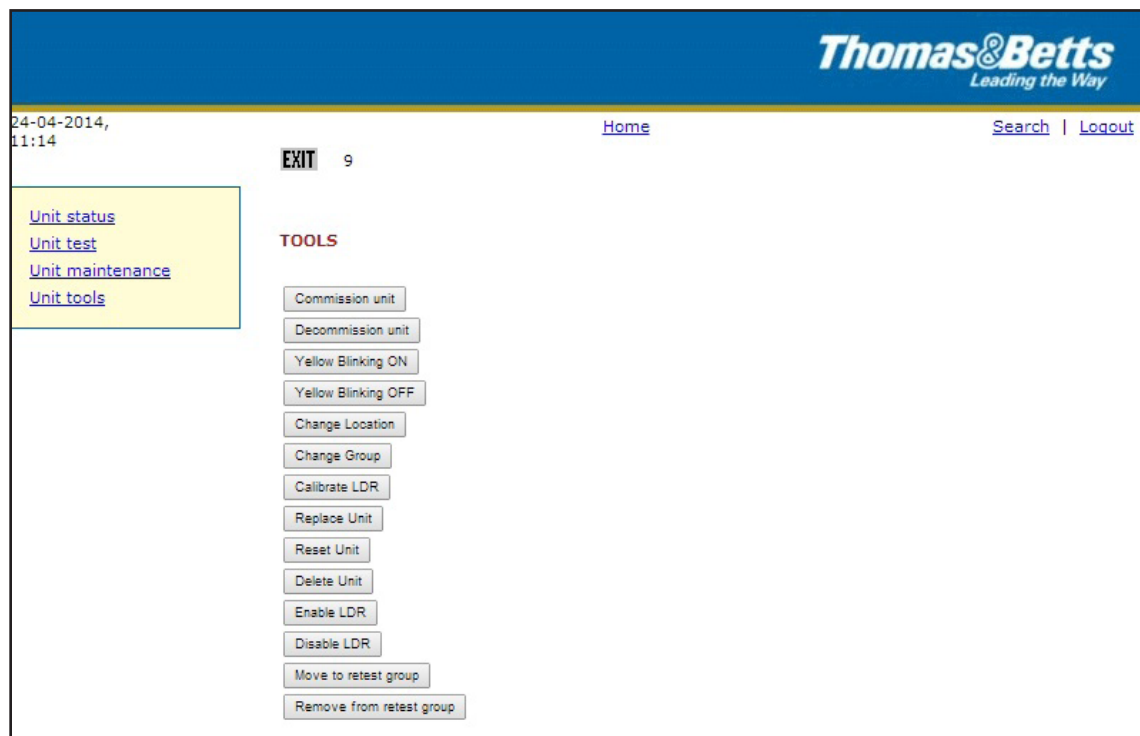 Thomas&Betts
Leading the Way
24-04-2014,
11:14
Home
Search | Logout
EXIT 9
Unit status
Unit test
Unit maintenance
Unit tools
TOOLS
Commission unit
Decommission unit
Yellow Blinking ON
Yellow Blinking OFF
Change Location
Change Group
Calibrate LDR
Replace Unit
Reset Unit
Delete Unit
Enable LDR
Disable LDR
Move to retest group
Remove from retest group